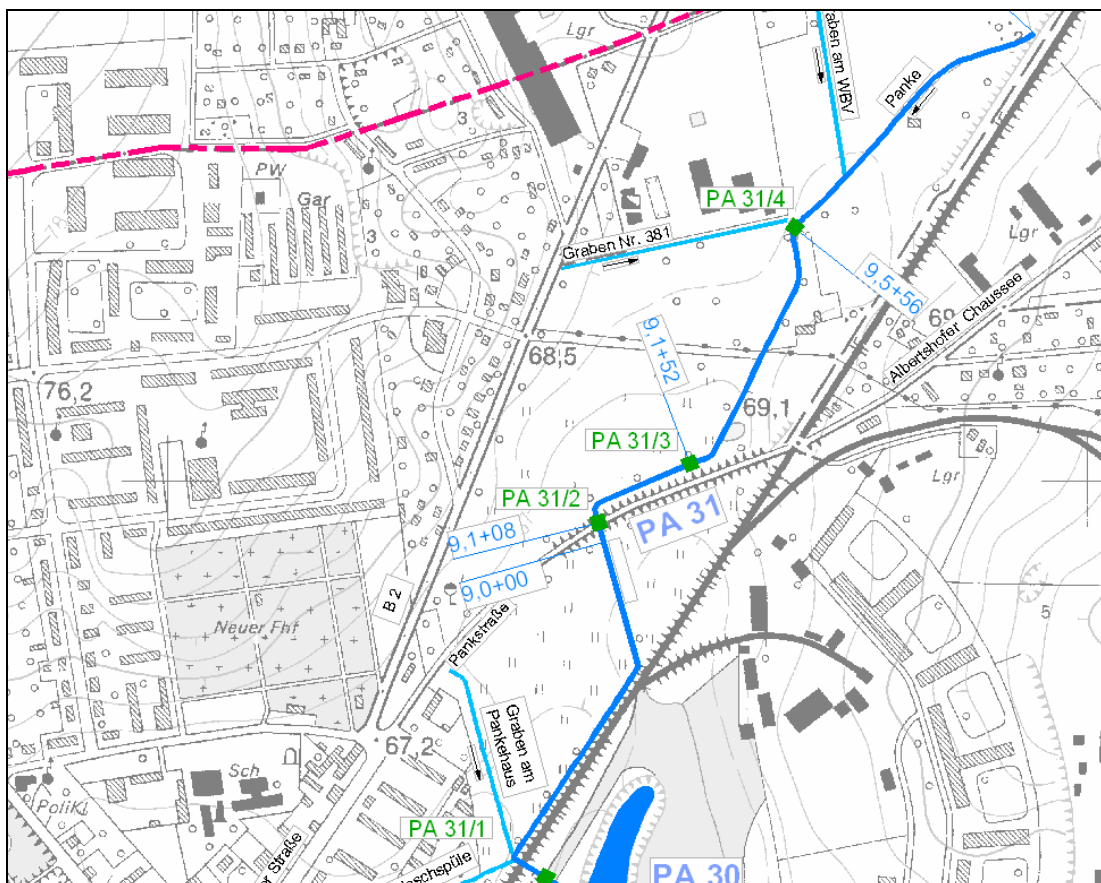 Lgr
aben am WBV
Panke
3
PW
Gar
3
PA 31/4
Graben Nr. 381
Lgr
9,5+56
69
Albertshofer Chaussee
9,1+52
68,5
76,2
69,1
PA 31/3
Lgr
PA 31/2
PA 31
9,1+08
9,0+00
B 2
Pankstraße
Neuer Fhf
5
Graben am
Pankehaus
67,2
Sch
PoliKl
PA 31/1
er Straße
aschspüle
PA 30